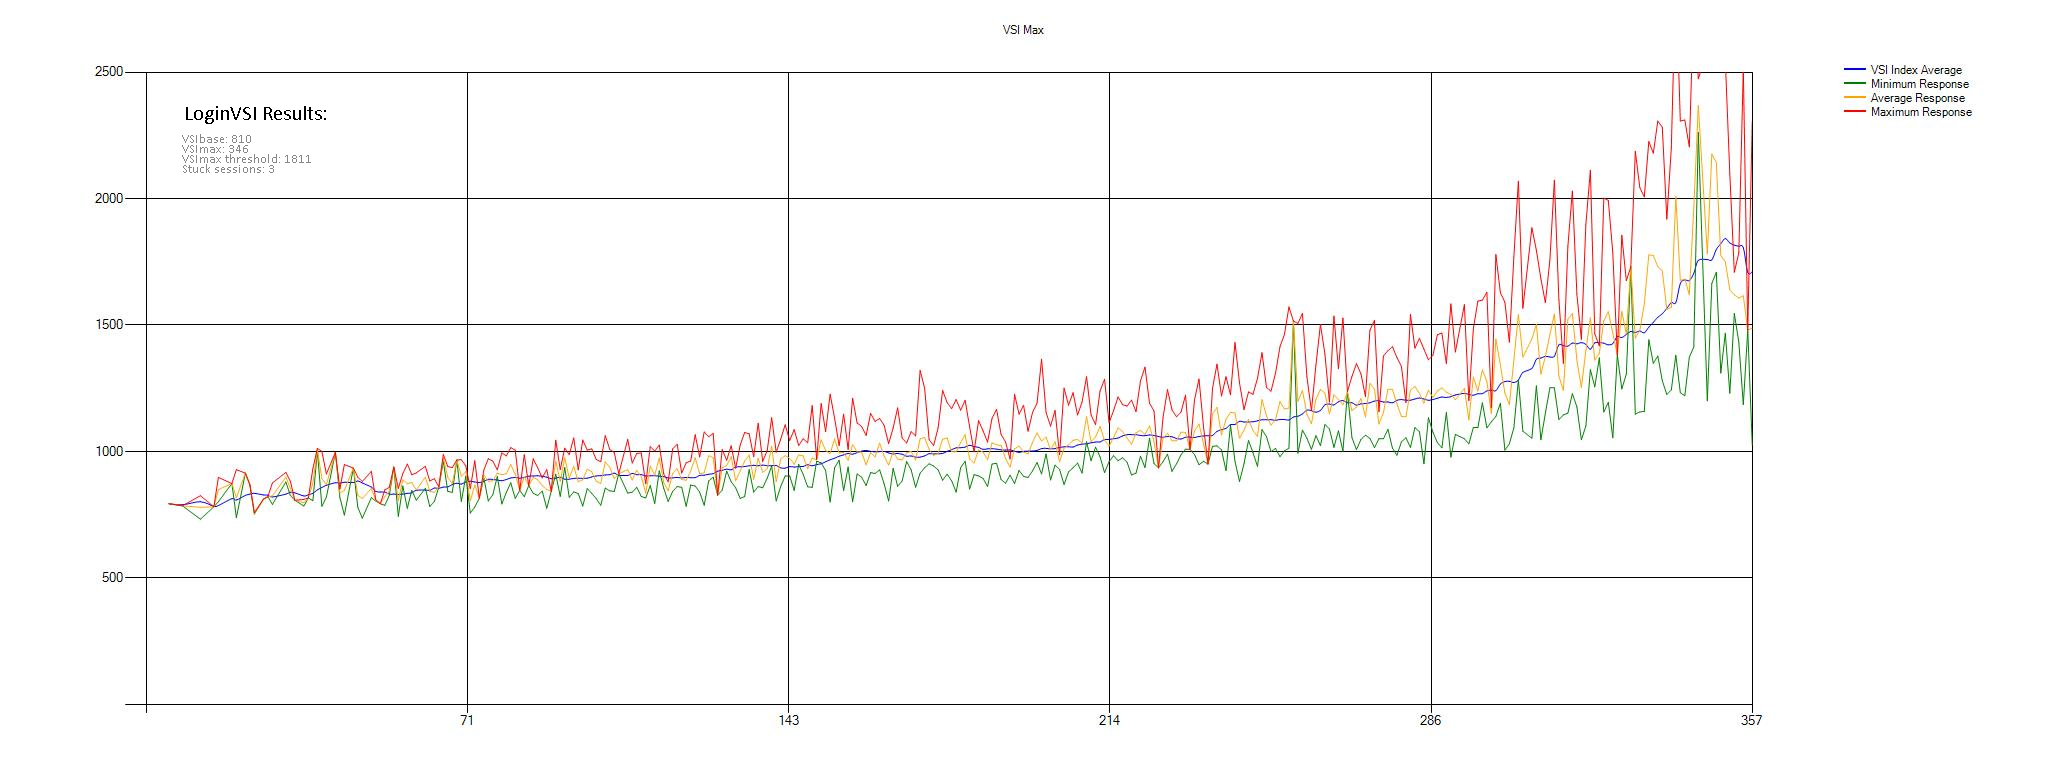 VSI Max
2500
2000
1500
1000
500
LoginVSI Results:
VSIbase: 810
VSImax: 346
VSImax threshold: 1811
Stuck sessions: 3
VSI Index Average
Minimum Response
Average Response
Maximum Response
71
143
214
286
357